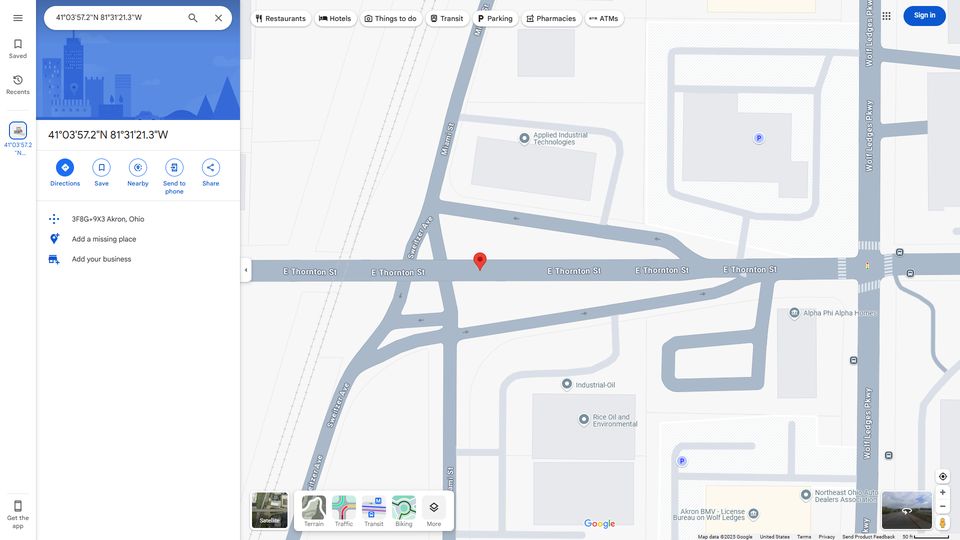 41°03'57.2"N 81°31'21.3"W
Restaurants
Hotels
Things to do
Transit
Parking
Pharmacies
ATMs
Sign in
Saved
Recents
41°03'57.2
"N...
41°03'57.2"N 81°31'21.3"W
Directions
Save
Nearby
Send to
phone
Share
3F8G+9X3 Akron, Ohio
Add a missing place
Add your business
Get the
app
Miami St
Miami St
Applied Industrial
Technologies
P
Wolf Ledges Pkwy
Wolf Ledges Pkwy
Sweitzer Ave
E Thornton St
E Thornton St
E Thornton St
E Thornton St
E Thornton St
Alpha Phi Alpha Homes
Industrial-Oil
Rice Oil and
Environmental
Sweitzer Ave
Wolf Ledges Pkwy
P
Northeast Ohio Auto
Dealers Association
Akron BMV - License
Bureau on Wolf Ledges
Satellite
Terrain
Traffic
Transit
Biking
More
Google
Map data ©2025 Google
United States
Terms
Privacy
Send Product Feedback
50 ft